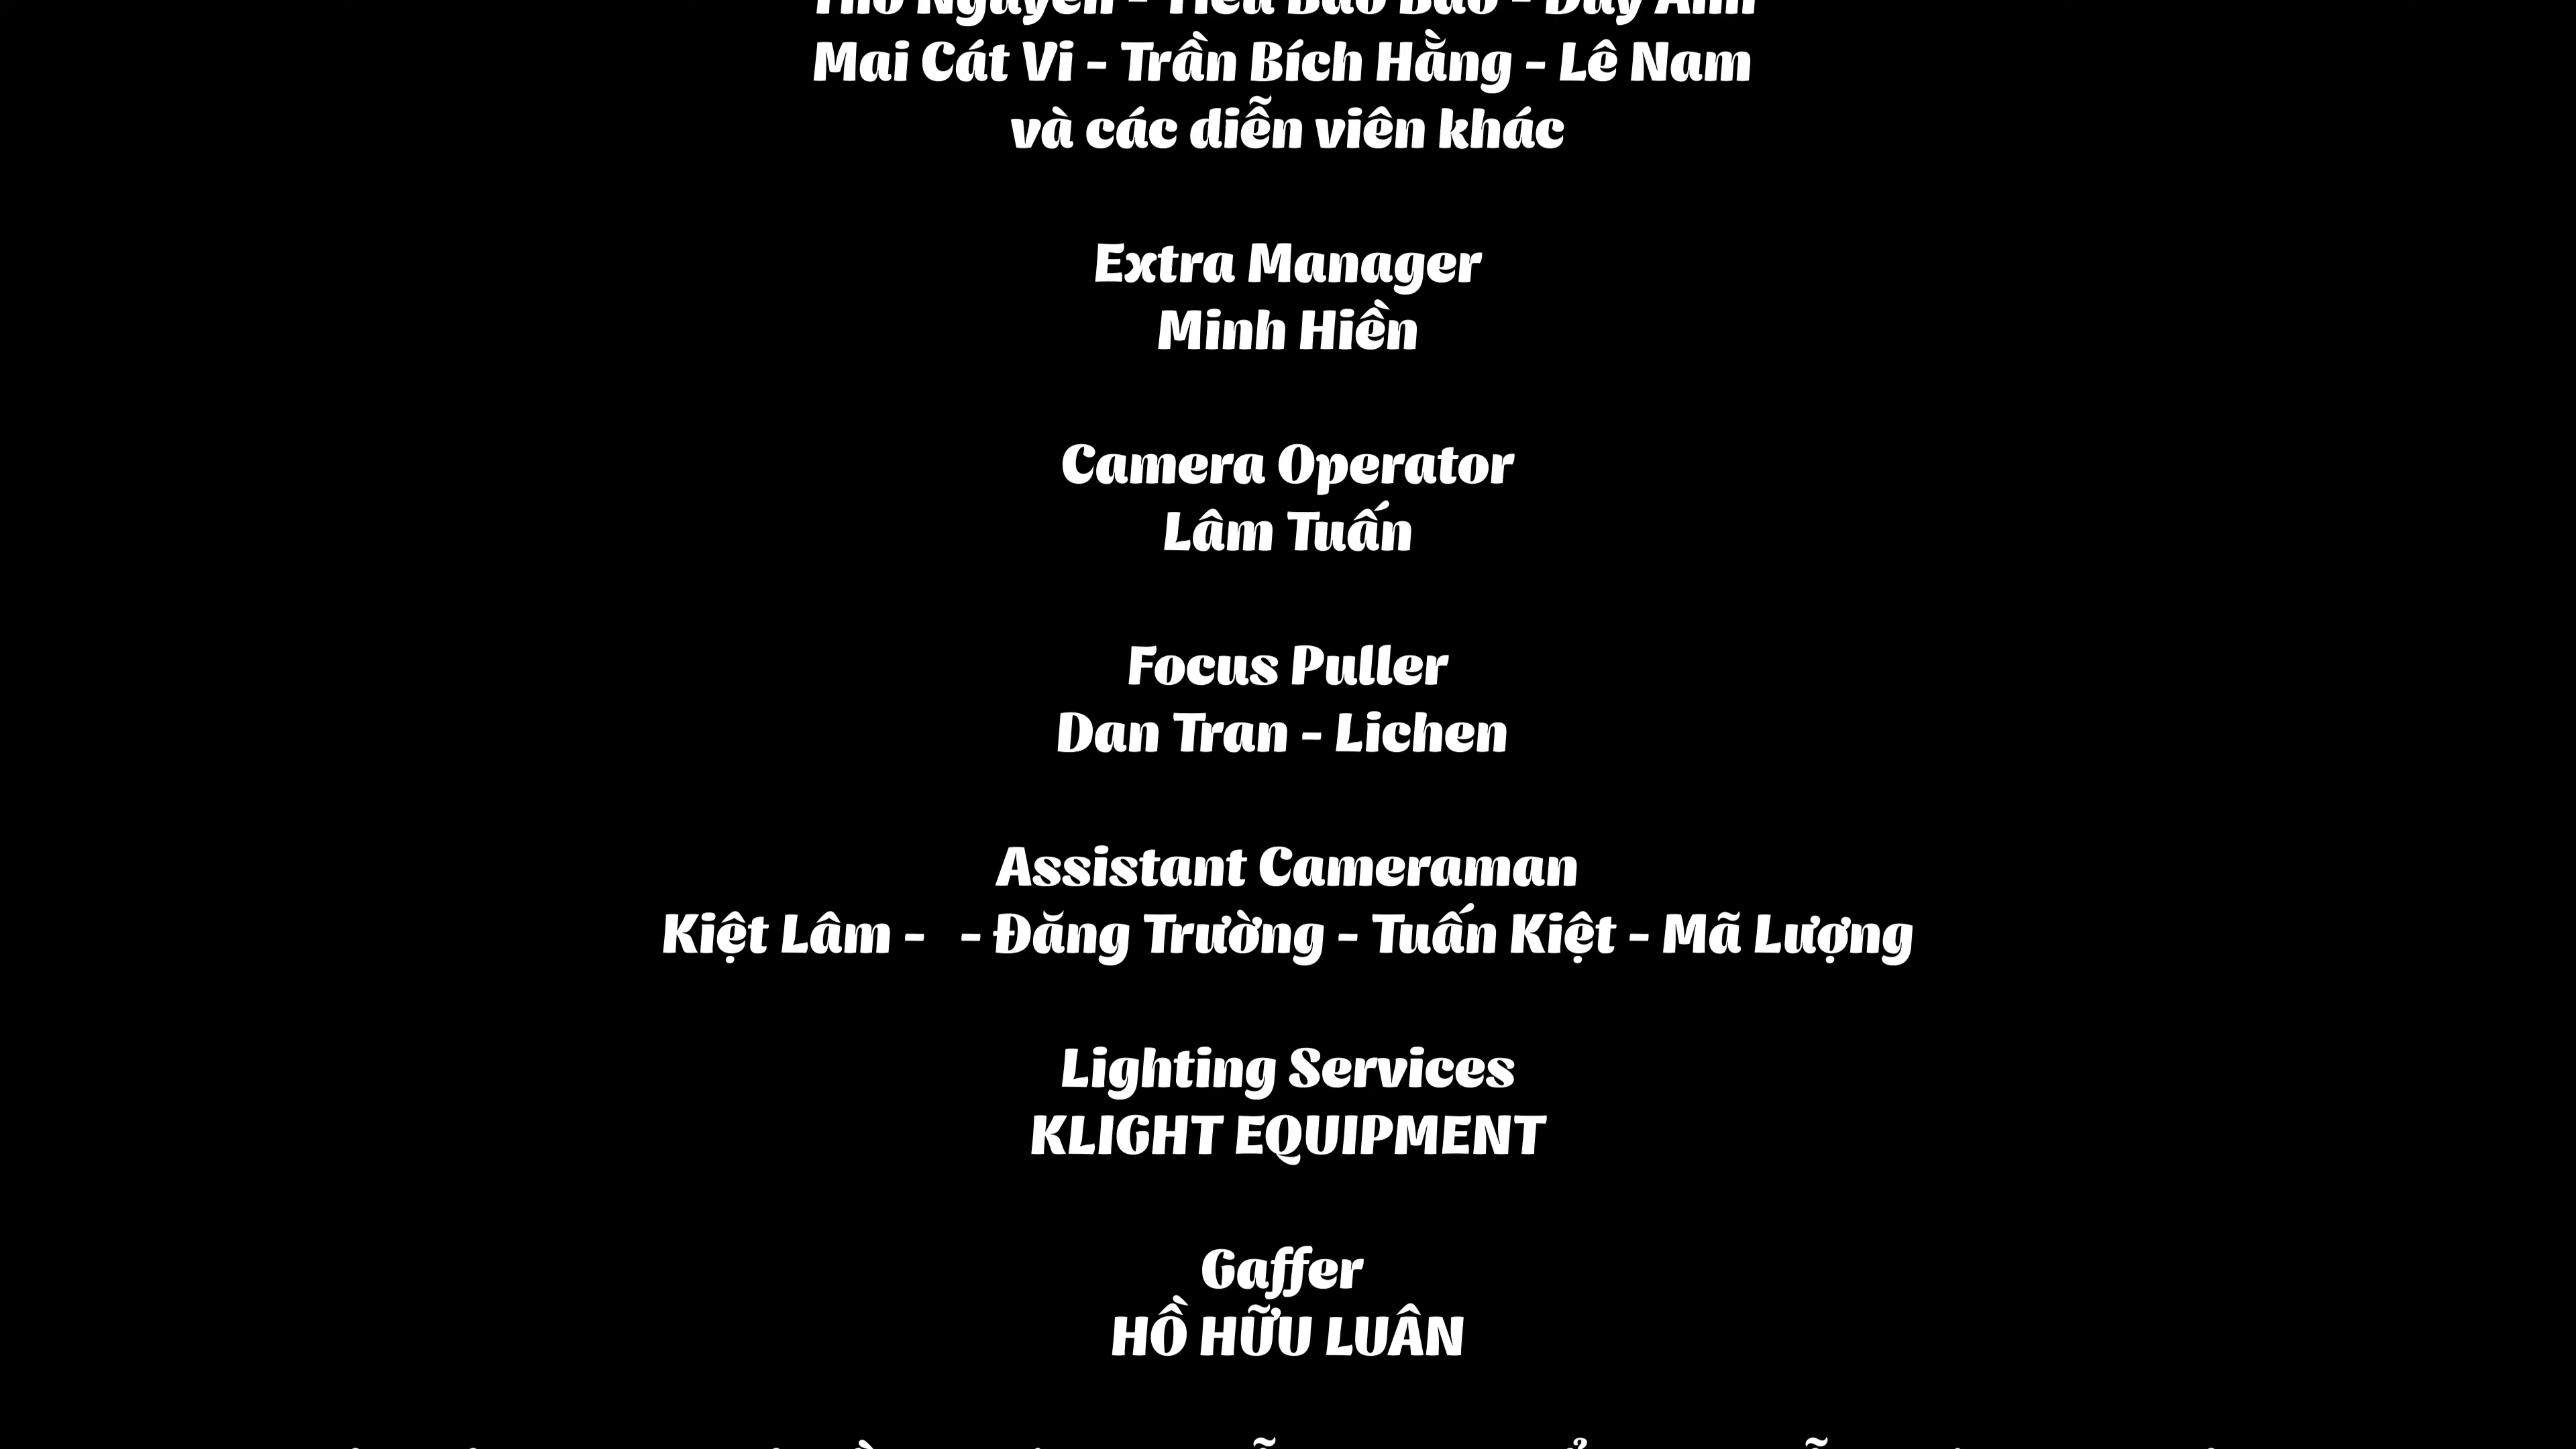 Mai Cát Vi - Trần Bích Hằng - Lê Nam
và các diễn viên khác
Extra Manager
Minh Hiền
Camera Operator
Lâm Tuấn
Focus Puller
Dan Tran - Lichen
Assistant Cameraman
Kiệt Lâm -   - Đăng Trường - Tuấn Kiệt - Mã Lượng
Lighting Services
KLIGHT EQUIPMENT
Gaffer
HỒ HỮU LUÂN